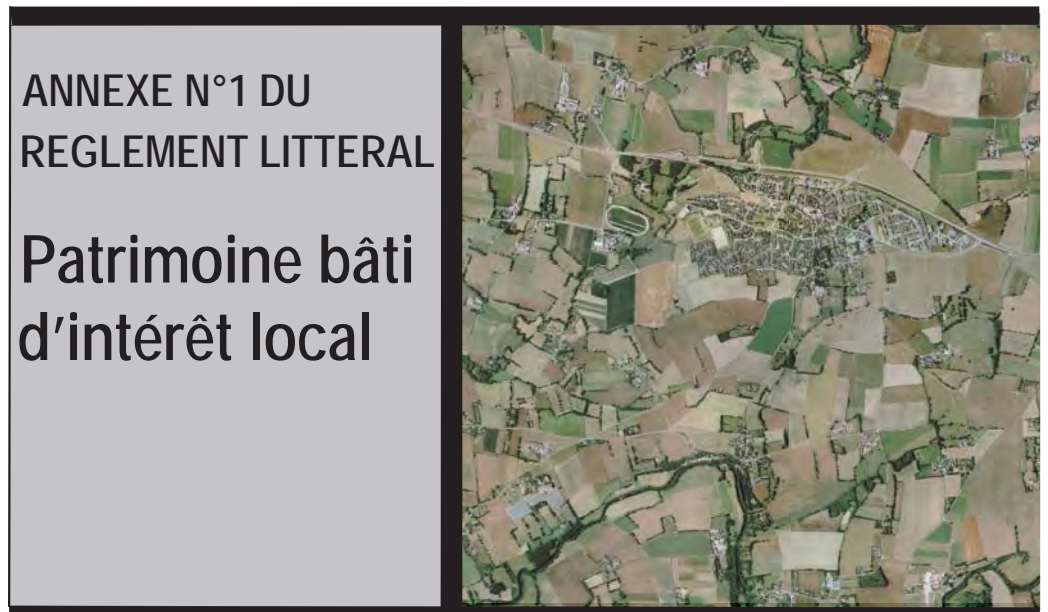 ANNEXE N°1 DU
REGLEMENT LITTERAL
Patrimoine bâti
d'intérêt local